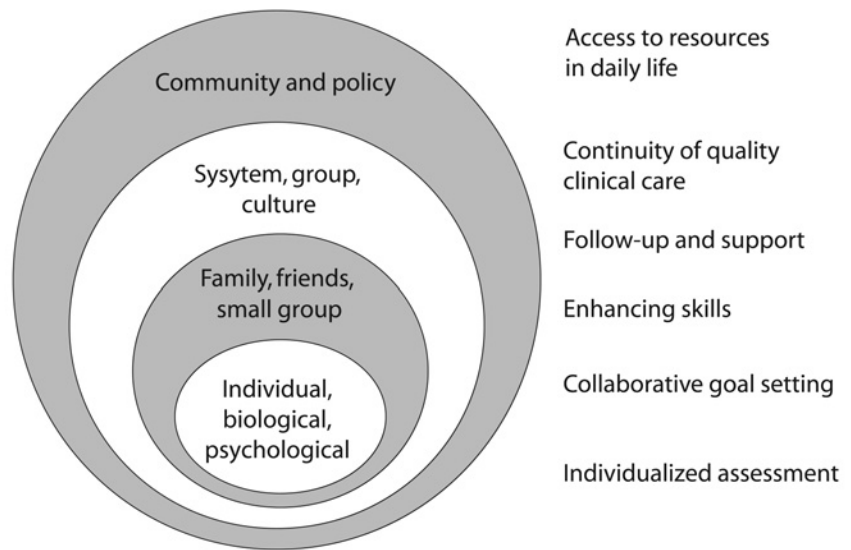 Community and policy
Sysytem, group,
culture
Family, friends,
small group
Individual,
biological,
psychological
Access to resources
in daily life
Continuity of quality
clinical care
Follow-up and support
Enhancing skills
Collaborative goal setting
Individualized assessment